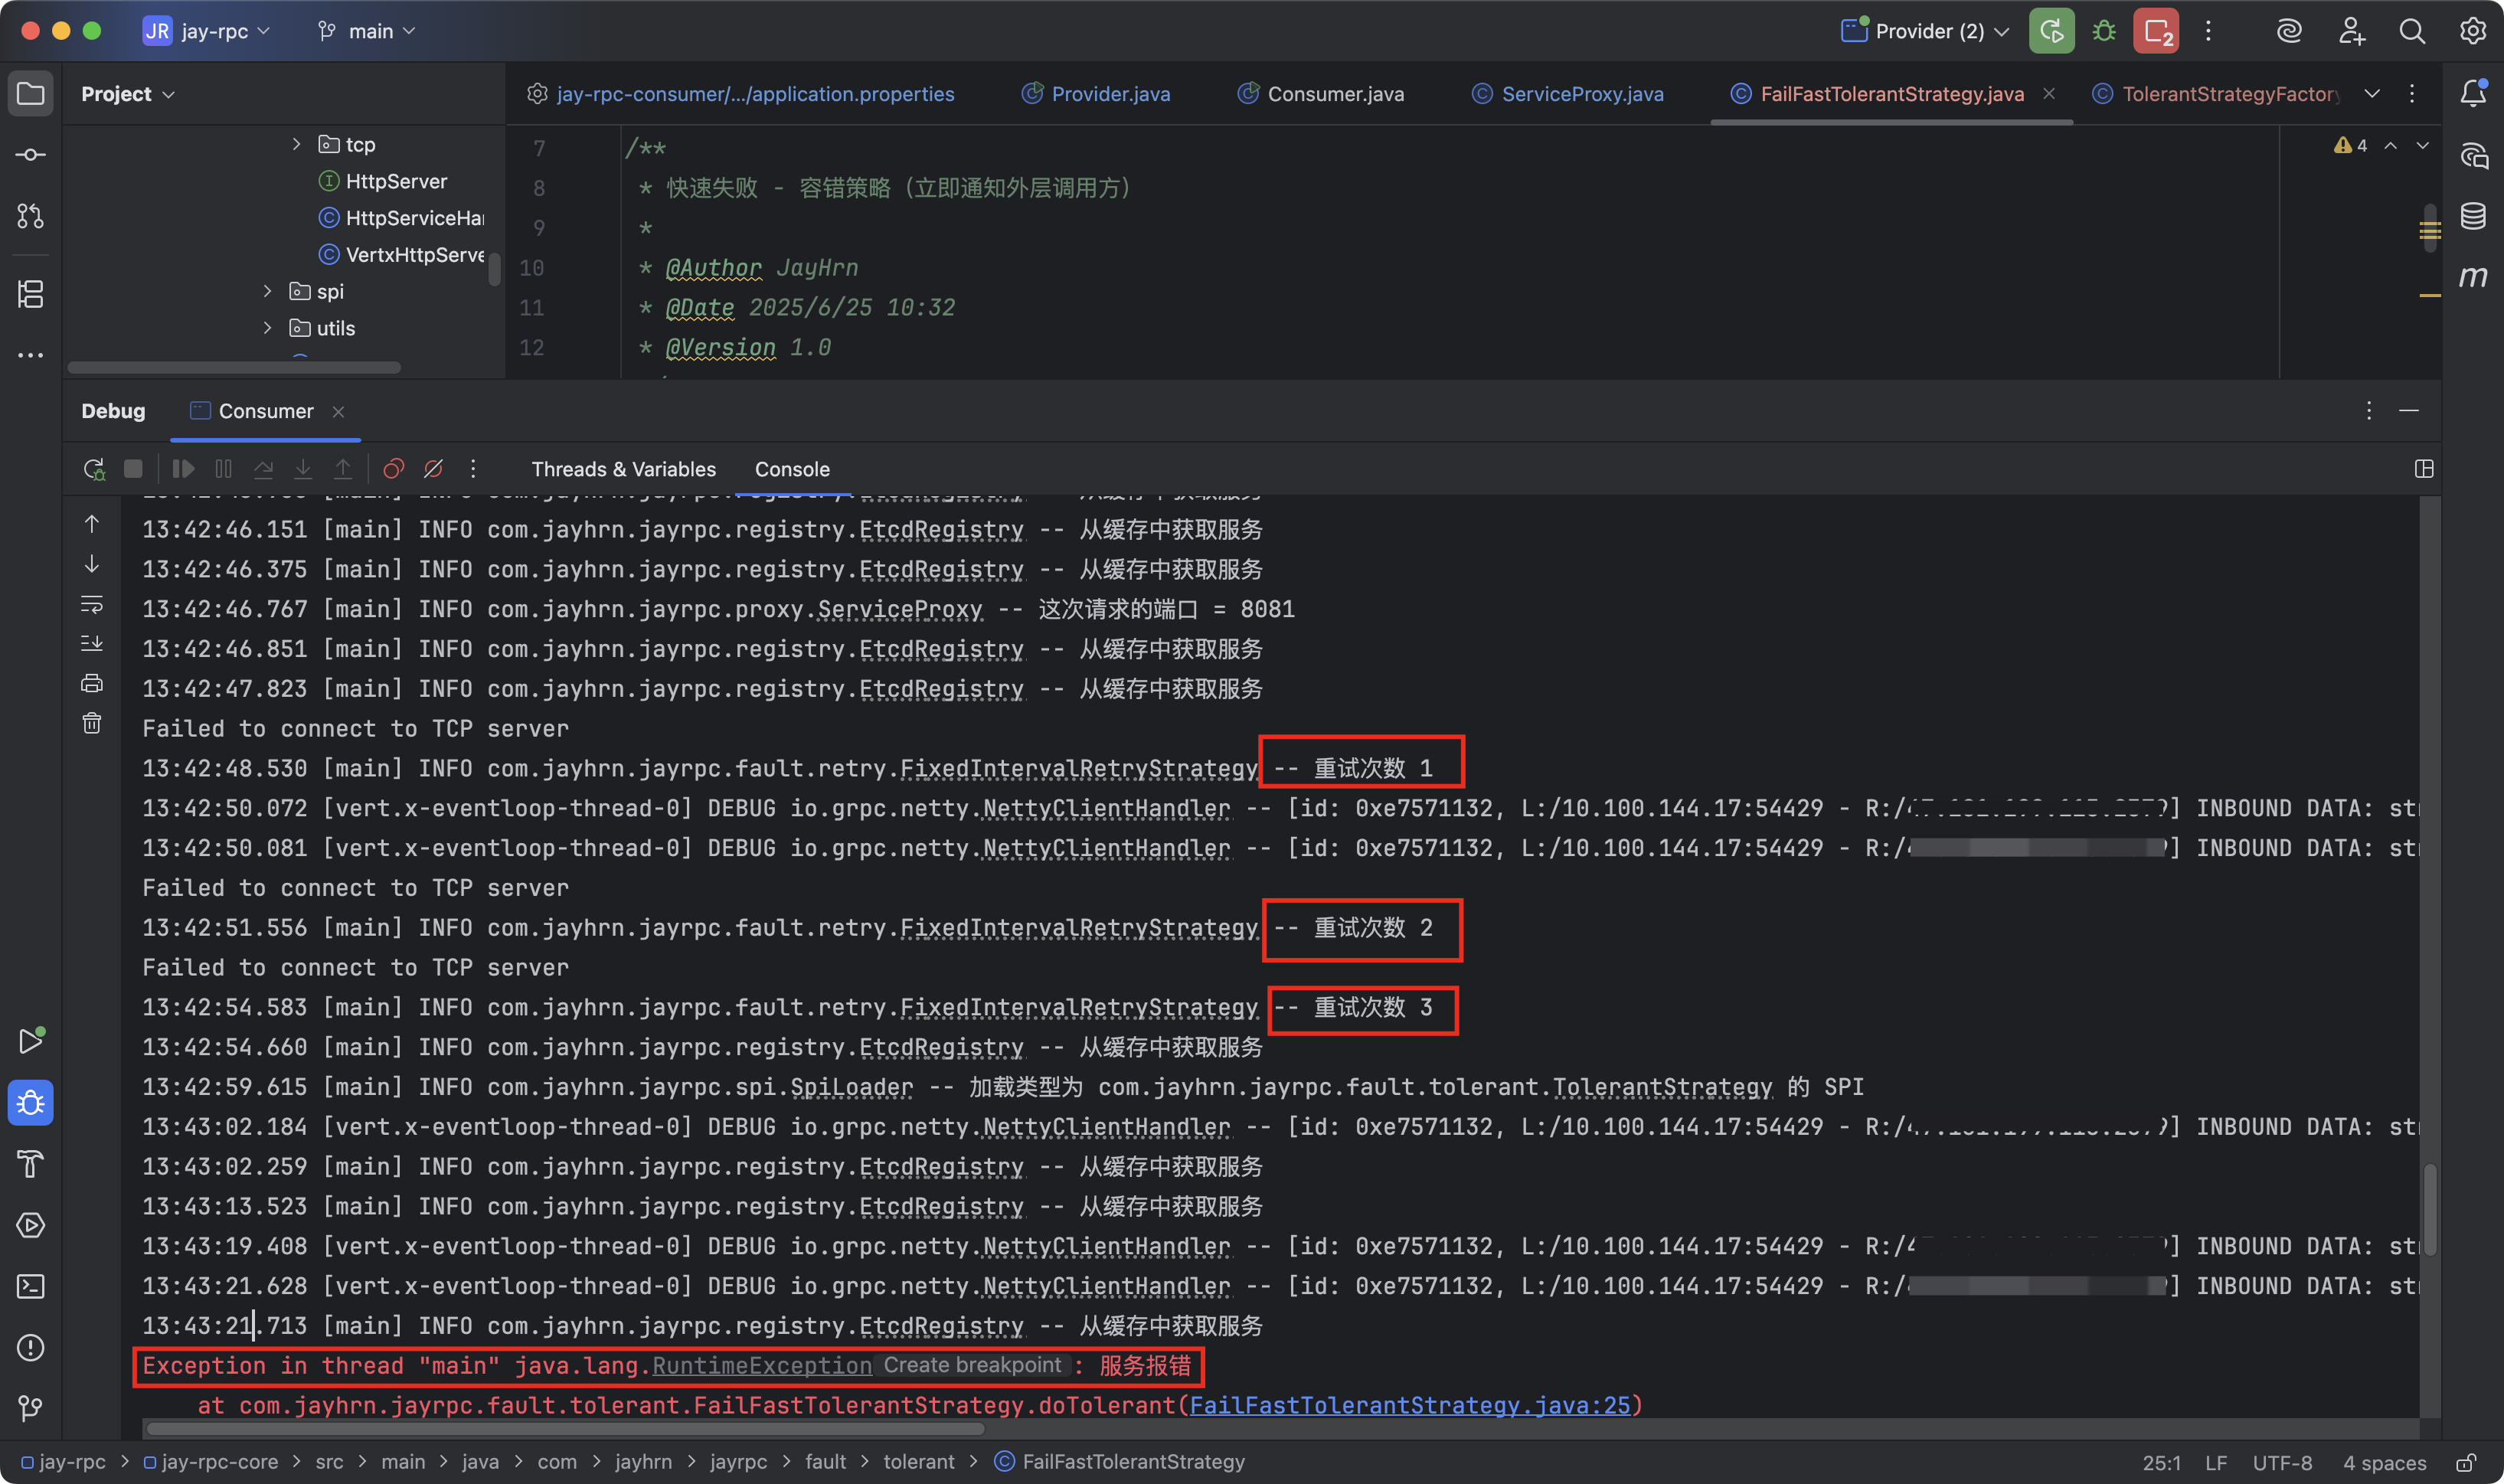 JR jay-rpc main Provider (2) 2
Project
jay-rpc-consumer/.../application.properties Provider.java Consumer.java ServiceProxy.java FailFastTolerantStrategy.java TolerantStrategyFactory
tcp
HttpServer
HttpServiceHan
VertxHttpServe
spi
utils
7 /**
8 * 快速失败 - 容错策略（立即通知外层调用方）
9 *
10 * @Author JayHrn
11 * @Date 2025/6/25 10:32
12 * @Version 1.0
4
m
Debug Consumer
Threads & Variables Console
13:42:46.151 [main] INFO com.jayhrn.jayrpc.registry.EtcdRegistry -- 从缓存中获取服务
13:42:46.375 [main] INFO com.jayhrn.jayrpc.registry.EtcdRegistry -- 从缓存中获取服务
13:42:46.767 [main] INFO com.jayhrn.jayrpc.proxy.ServiceProxy -- 这次请求的端口 = 8081
13:42:46.851 [main] INFO com.jayhrn.jayrpc.registry.EtcdRegistry -- 从缓存中获取服务
13:42:47.823 [main] INFO com.jayhrn.jayrpc.registry.EtcdRegistry -- 从缓存中获取服务
Failed to connect to TCP server
13:42:48.530 [main] INFO com.jayhrn.jayrpc.fault.retry.FixedIntervalRetryStrategy -- 重试次数 1
13:42:50.072 [vert.x-eventloop-thread-0] DEBUG io.grpc.netty.NettyClientHandler -- [id: 0xe7571132, L:/10.100.144.17:54429 - R:/ ] INBOUND DATA: str
13:42:50.081 [vert.x-eventloop-thread-0] DEBUG io.grpc.netty.NettyClientHandler -- [id: 0xe7571132, L:/10.100.144.17:54429 - R:/ ] INBOUND DATA: str
Failed to connect to TCP server
13:42:51.556 [main] INFO com.jayhrn.jayrpc.fault.retry.FixedIntervalRetryStrategy -- 重试次数 2
Failed to connect to TCP server
13:42:54.583 [main] INFO com.jayhrn.jayrpc.fault.retry.FixedIntervalRetryStrategy -- 重试次数 3
13:42:54.660 [main] INFO com.jayhrn.jayrpc.registry.EtcdRegistry -- 从缓存中获取服务
13:42:59.615 [main] INFO com.jayhrn.jayrpc.spi.SpiLoader -- 加载类型为 com.jayhrn.jayrpc.fault.tolerant.TolerantStrategy 的 SPI
13:43:02.184 [vert.x-eventloop-thread-0] DEBUG io.grpc.netty.NettyClientHandler -- [id: 0xe7571132, L:/10.100.144.17:54429 - R:/ ] INBOUND DATA: str
13:43:02.259 [main] INFO com.jayhrn.jayrpc.registry.EtcdRegistry -- 从缓存中获取服务
13:43:13.523 [main] INFO com.jayhrn.jayrpc.registry.EtcdRegistry -- 从缓存中获取服务
13:43:19.408 [vert.x-eventloop-thread-0] DEBUG io.grpc.netty.NettyClientHandler -- [id: 0xe7571132, L:/10.100.144.17:54429 - R:/ ] INBOUND DATA: str
13:43:21.628 [vert.x-eventloop-thread-0] DEBUG io.grpc.netty.NettyClientHandler -- [id: 0xe7571132, L:/10.100.144.17:54429 - R:/ ] INBOUND DATA: str
13:43:21.713 [main] INFO com.jayhrn.jayrpc.registry.EtcdRegistry -- 从缓存中获取服务
Exception in thread "main" java.lang.RuntimeException Create breakpoint : 服务报错
at com.jayhrn.jayrpc.fault.tolerant.FailFastTolerantStrategy.doTolerant(FailFastTolerantStrategy.java:25)
jay-rpc > jay-rpc-core > src > main > java > com > jayhrn > jayrpc > fault > tolerant > FailFastTolerantStrategy 25:1 LF UTF-8 4 spaces